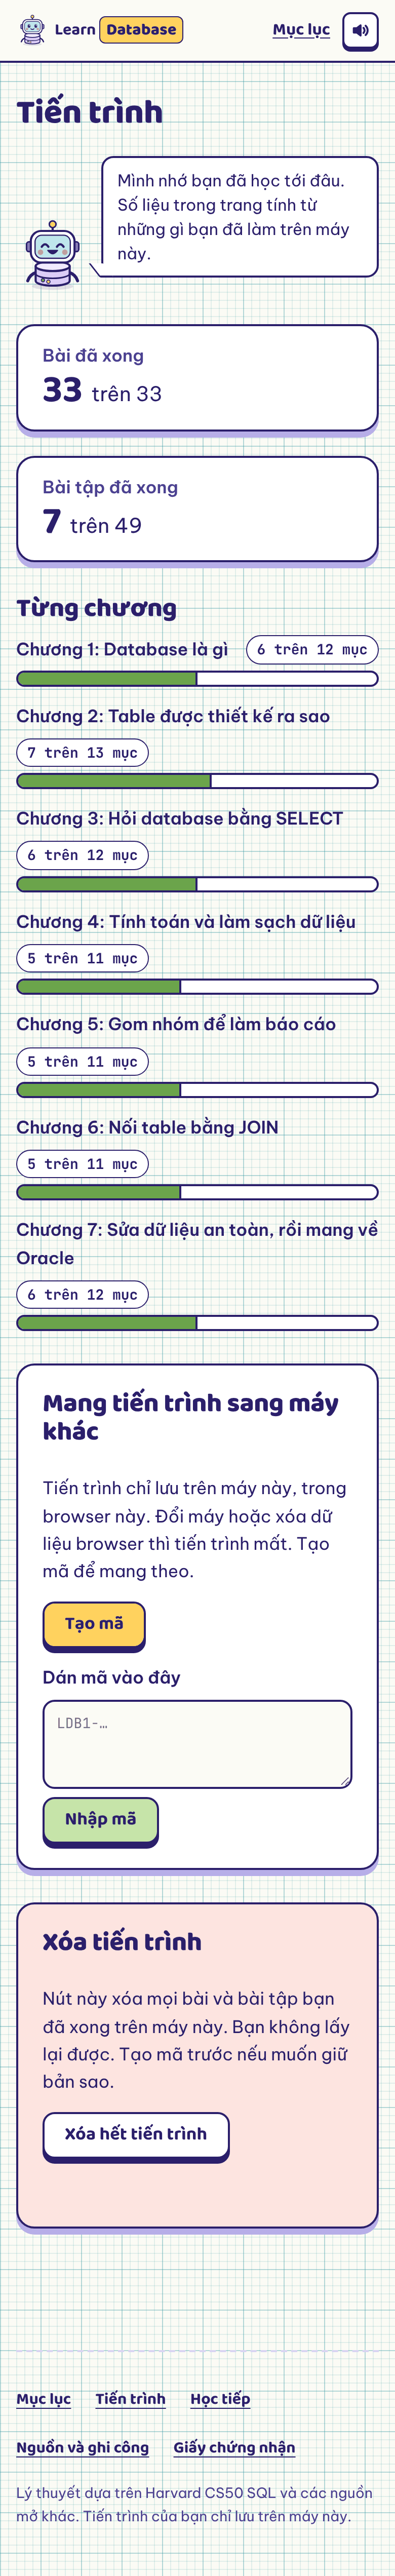 Learn Database
Mục lục
Tiến trình
Mình nhớ bạn đã học tới đâu.
Số liệu trong trang tính từ
những gì bạn đã làm trên máy
này.
Bài đã xong
33 trên 33
Bài tập đã xong
7 trên 49
Từng chương
Chương 1: Database là gì
6 trên 12 mục
Chương 2: Table được thiết kế ra sao
7 trên 13 mục
Chương 3: Hỏi database bằng SELECT
6 trên 12 mục
Chương 4: Tính toán và làm sạch dữ liệu
5 trên 11 mục
Chương 5: Gom nhóm để làm báo cáo
5 trên 11 mục
Chương 6: Nối table bằng JOIN
5 trên 11 mục
Chương 7: Sửa dữ liệu an toàn, rồi mang về
Oracle
6 trên 12 mục
Mang tiến trình sang máy
khác
Tiến trình chỉ lưu trên máy này, trong
browser này. Đổi máy hoặc xóa dữ
liệu browser thì tiến trình mất. Tạo
mã để mang theo.
Tạo mã
Dán mã vào đây
LDB1-…
Nhập mã
Xóa tiến trình
Nút này xóa mọi bài và bài tập bạn
đã xong trên máy này. Bạn không lấy
lại được. Tạo mã trước nếu muốn giữ
bản sao.
Xóa hết tiến trình
Mục lục
Tiến trình
Học tiếp
Nguồn và ghi công
Giấy chứng nhận
Lý thuyết dựa trên Harvard CS50 SQL và các nguồn
mở khác. Tiến trình của bạn chỉ lưu trên máy này.